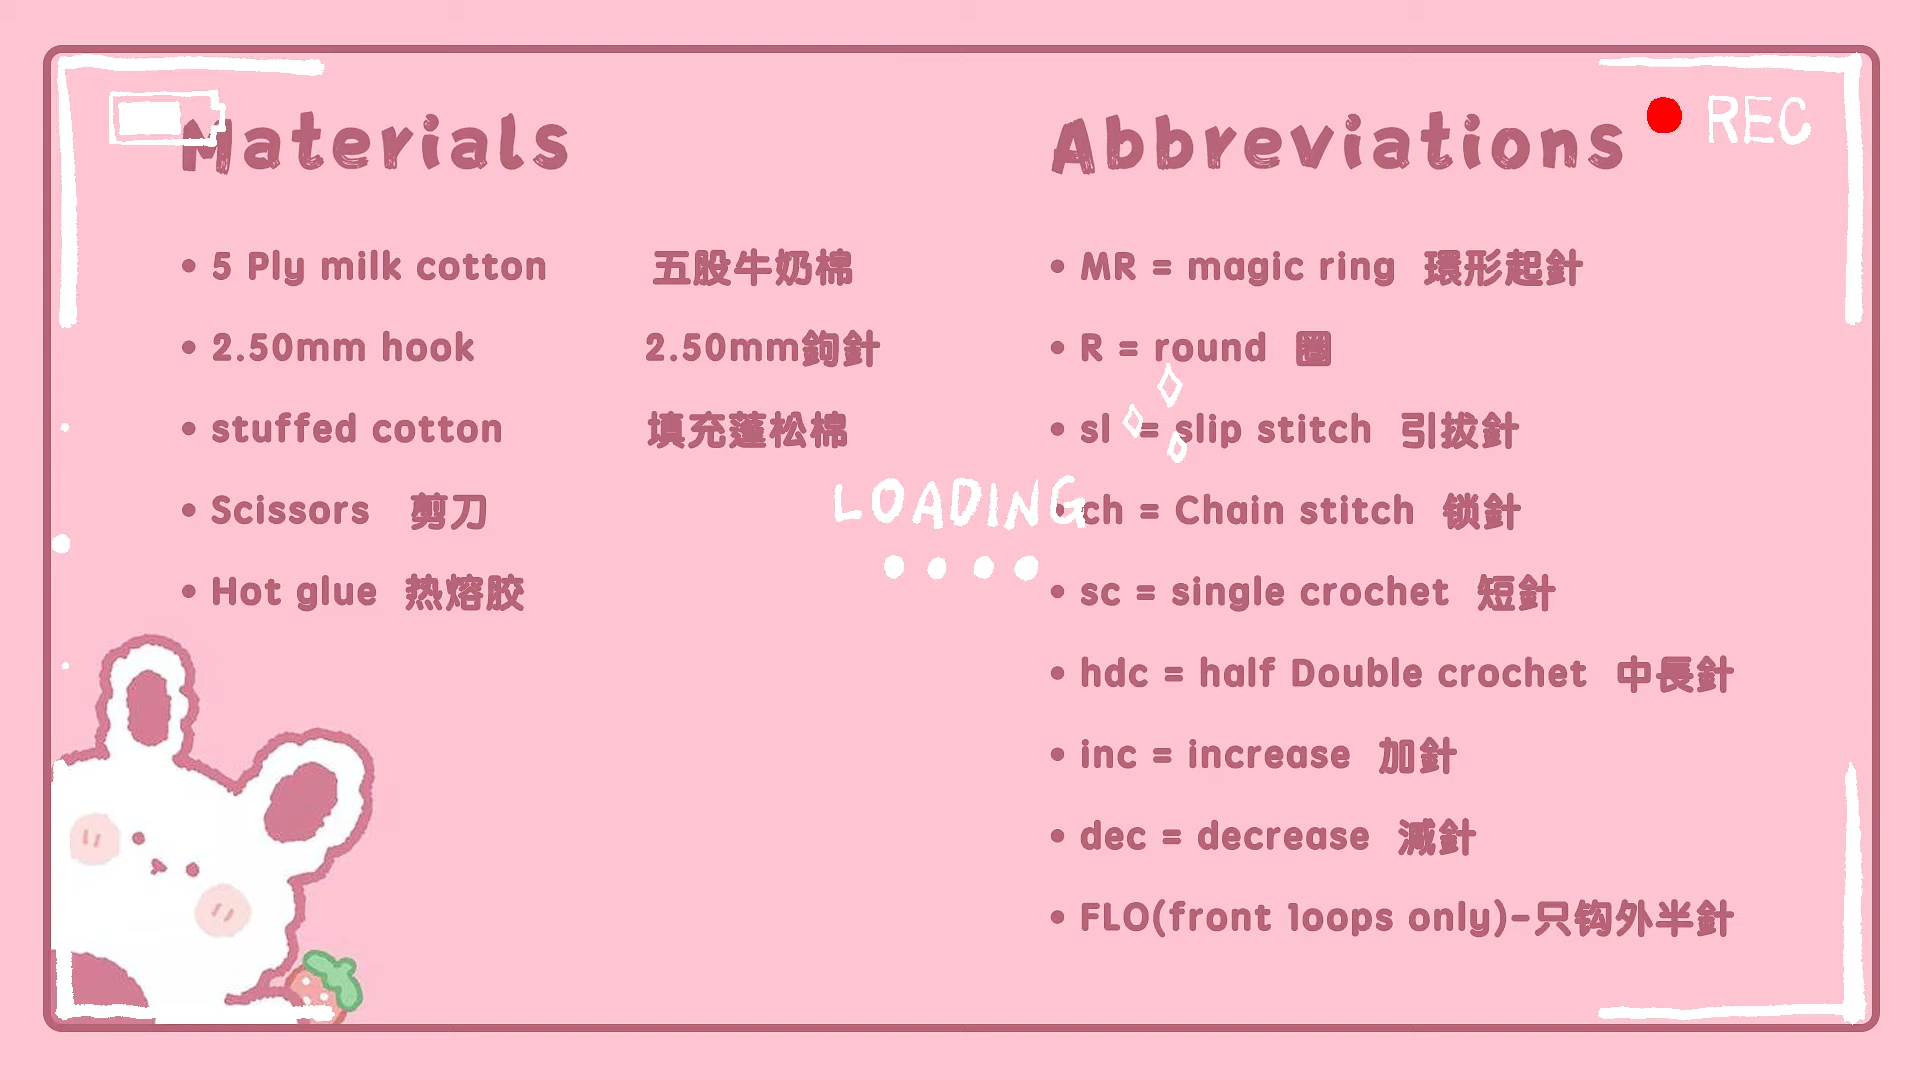 Materials
• 5 Ply milk cotton 五股牛奶棉
• 2.50mm hook 2.50mm鉤針
• stuffed cotton 填充蓬松棉
• Scissors 剪刀
• Hot glue 热熔胶
LOADING
Abbreviations
REC
• MR = magic ring 環形起針
• R = round 圈
• sl = slip stitch 引拔針
• ch = Chain stitch 锁針
• sc = single crochet 短針
• hdc = half Double crochet 中長針
• inc = increase 加針
• dec = decrease 減針
• FLO(front loops only)-只钩外半針